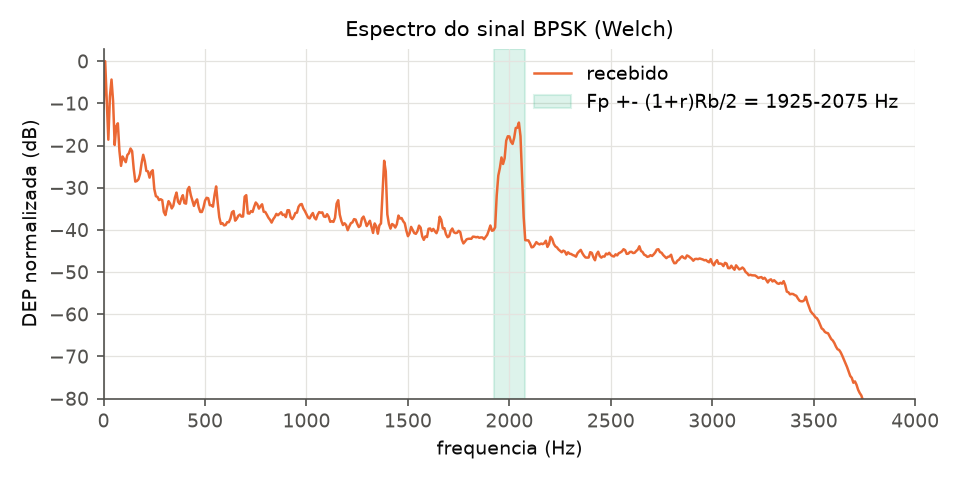 Espectro do sinal BPSK (Welch)
recebido
Fp +- (1+r)Rb/2 = 1925-2075 Hz
DEP normalizada (dB)
0
−10
−20
−30
−40
−50
−60
−70
−80
0 500 1000 1500 2000 2500 3000 3500 4000
frequencia (Hz)